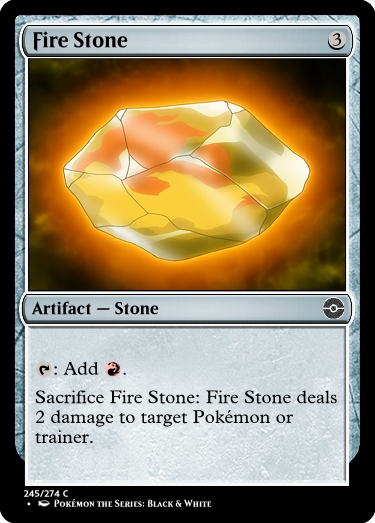 Fire Stone 3
Artifact — Stone
: Add .
Sacrifice Fire Stone: Fire Stone deals
2 damage to target Pokémon or
trainer.
245/274 C
• Pokémon the Series: Black & White